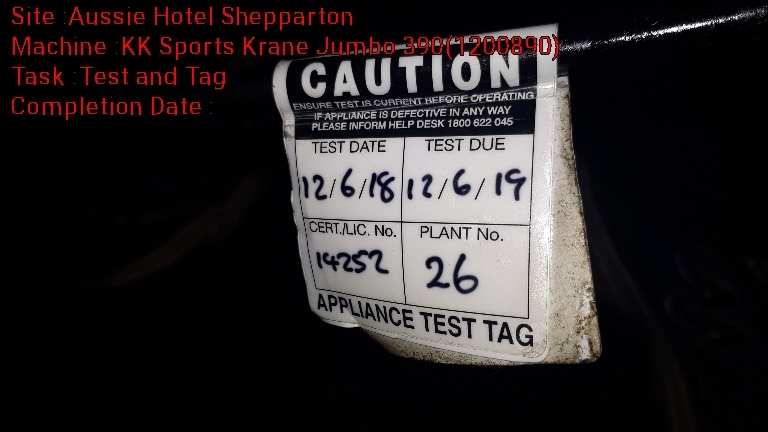 Site :Aussie Hotel Shepparton
Machine :KK Sports Krane Jumbo 390(1200890)
Task :Test and Tag
Completion Date :
CAUTION
ENSURE TEST IS CURRENT BEFORE OPERATING
IF APPLIANCE IS DEFECTIVE IN ANY WAY
PLEASE INFORM HELP DESK 1800 622 045
TEST DATE TEST DUE
12/6/18 12/6/19
CERT./LIC. No. PLANT No.
14252 26
APPLIANCE TEST TAG